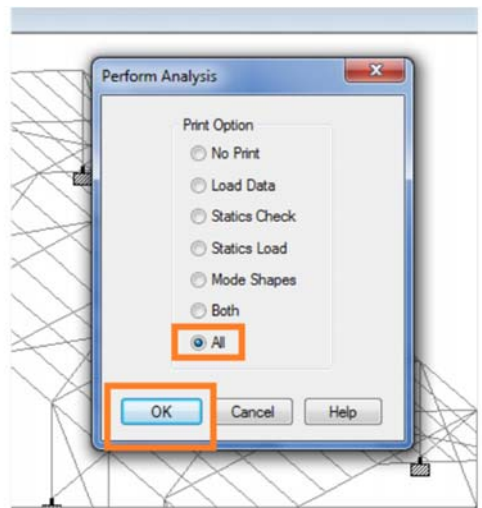 Perform Analysis
Print Option
No Print
Load Data
Statics Check
Statics Load
Mode Shapes
Both
All
OK
Cancel
Help